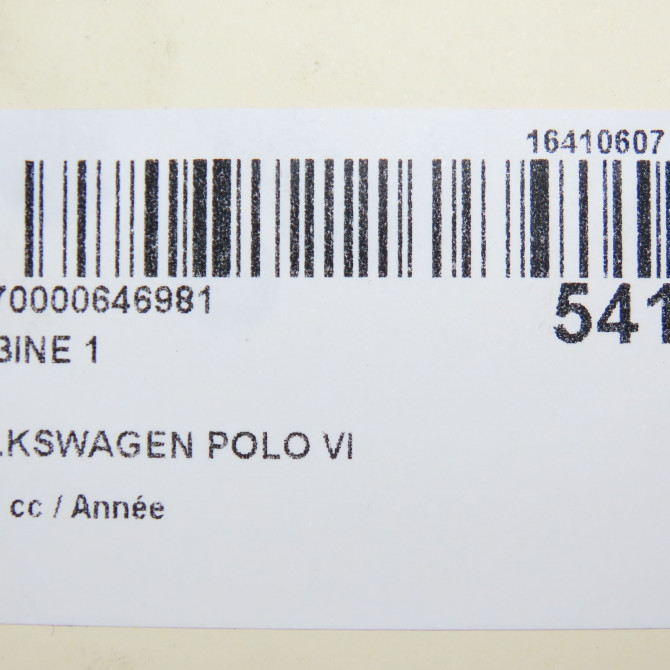 16410607
70000646981
541
BINE 1
LKSWAGEN POLO VI
cc / Année